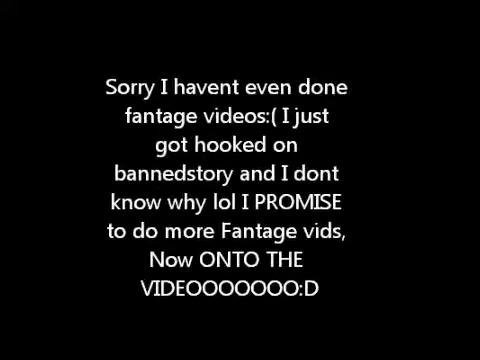 Sorry I havent even done
fantage videos:( I just
got hooked on
bannedstory and I dont
know why lol I PROMISE
to do more Fantage vids,
Now ONTO THE
VIDEOOOOOOO:D